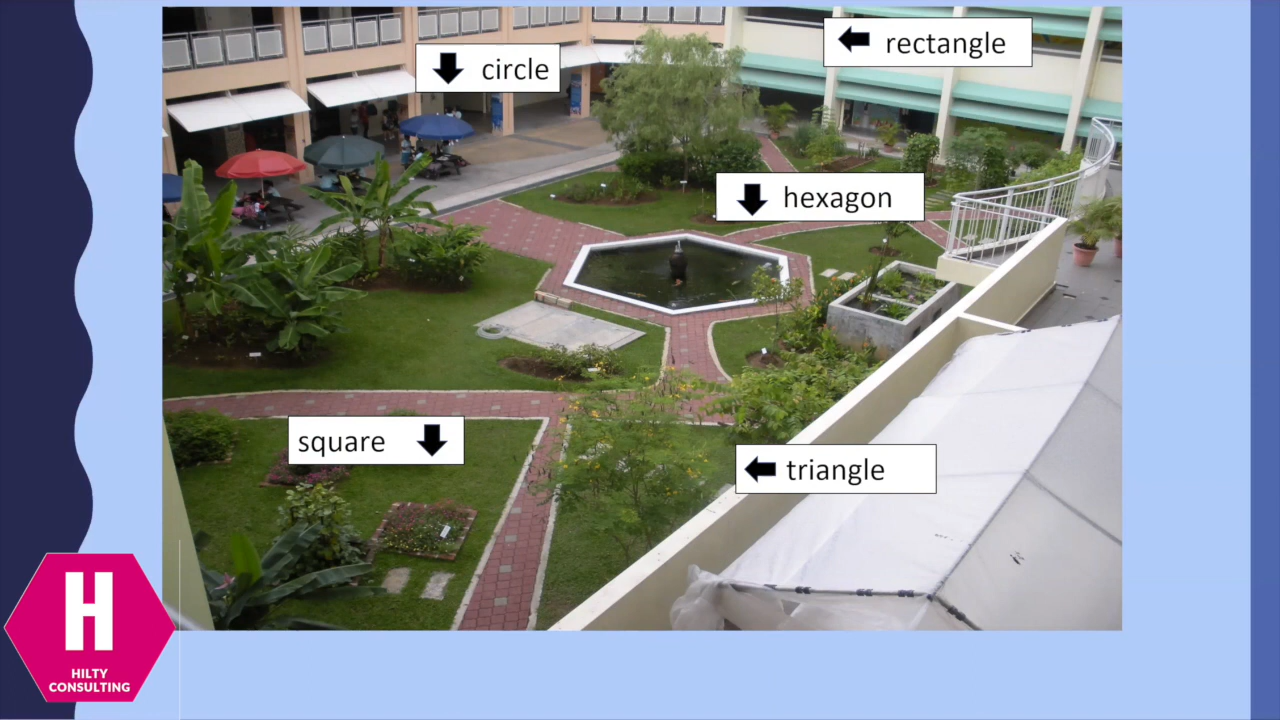 rectangle
circle
hexagon
square
triangle
H
HILTY
CONSULTING